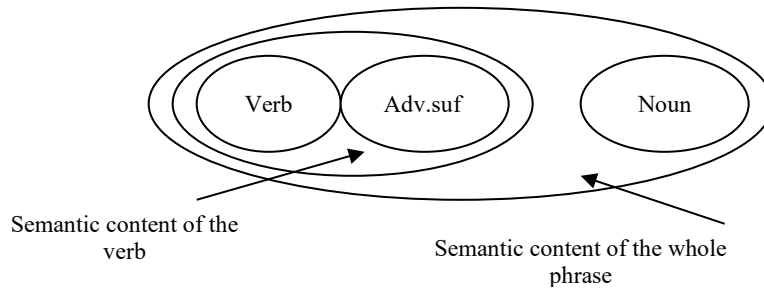 Verb
Adv.suf
Noun
Semantic content of the
verb
Semantic content of the whole
phrase